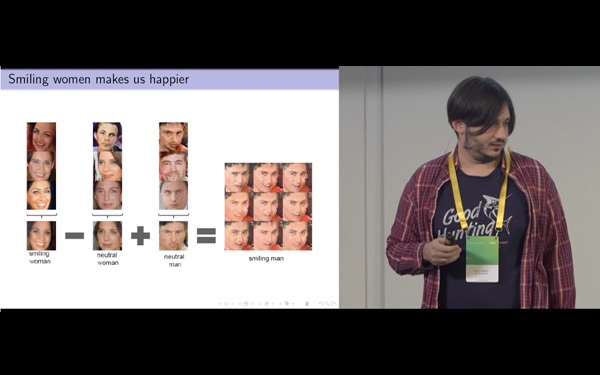 Smiling women makes us happier
smiling
woman
neutral
woman
neutral
man
smiling man
Good
Hunting